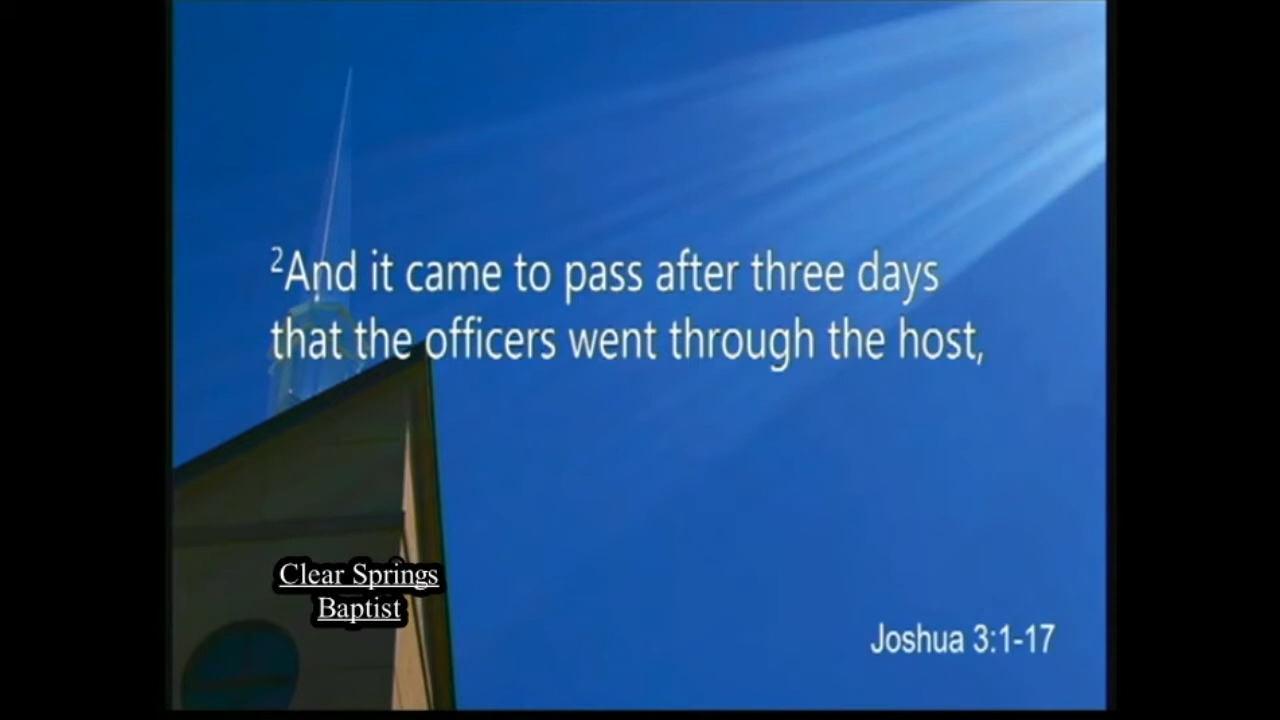 ²And it came to pass after three days
that the officers went through the host,
Clear Springs
Baptist
Joshua 3:1-17